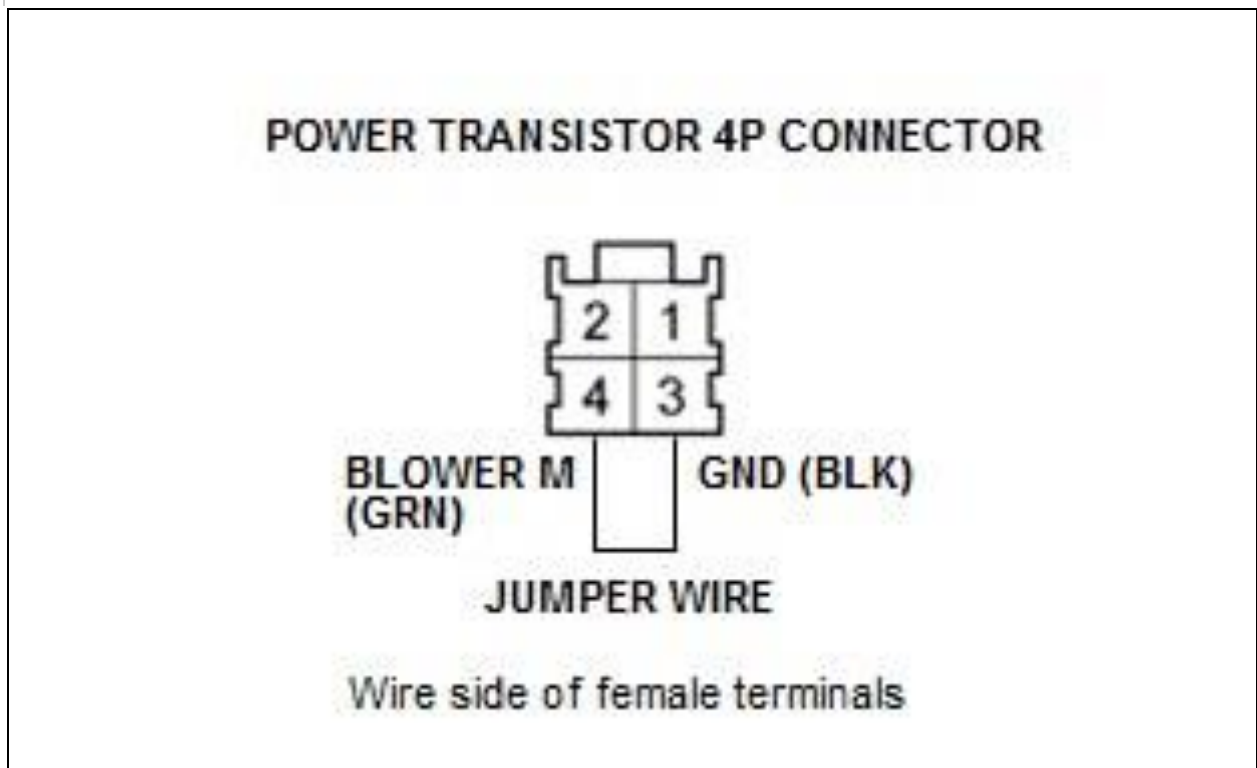 POWER TRANSISTOR 4P CONNECTOR
2 1
4 3
BLOWER M
(GRN)
GND (BLK)
JUMPER WIRE
Wire side of female terminals